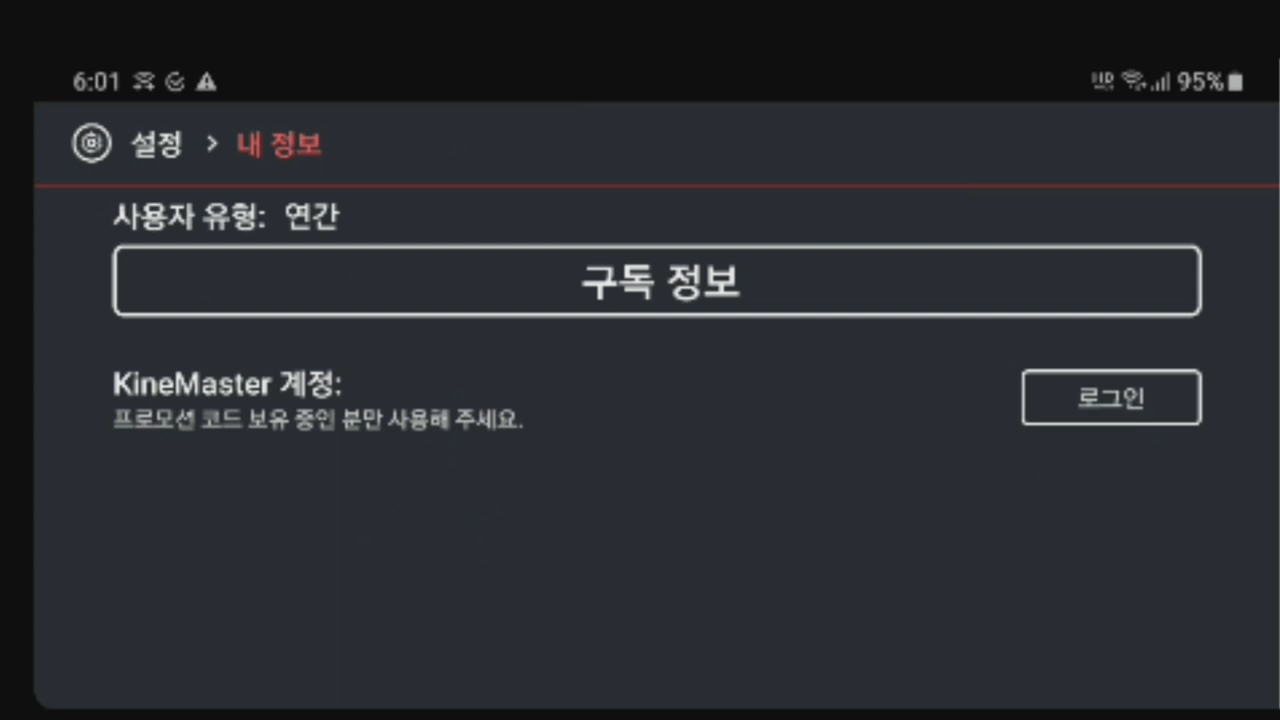 6:01 95%
설정 > 내 정보
사용자 유형: 연간
구독 정보
KineMaster 계정:
로그인
프로모션 코드 보유 중인 분만 사용해 주세요.